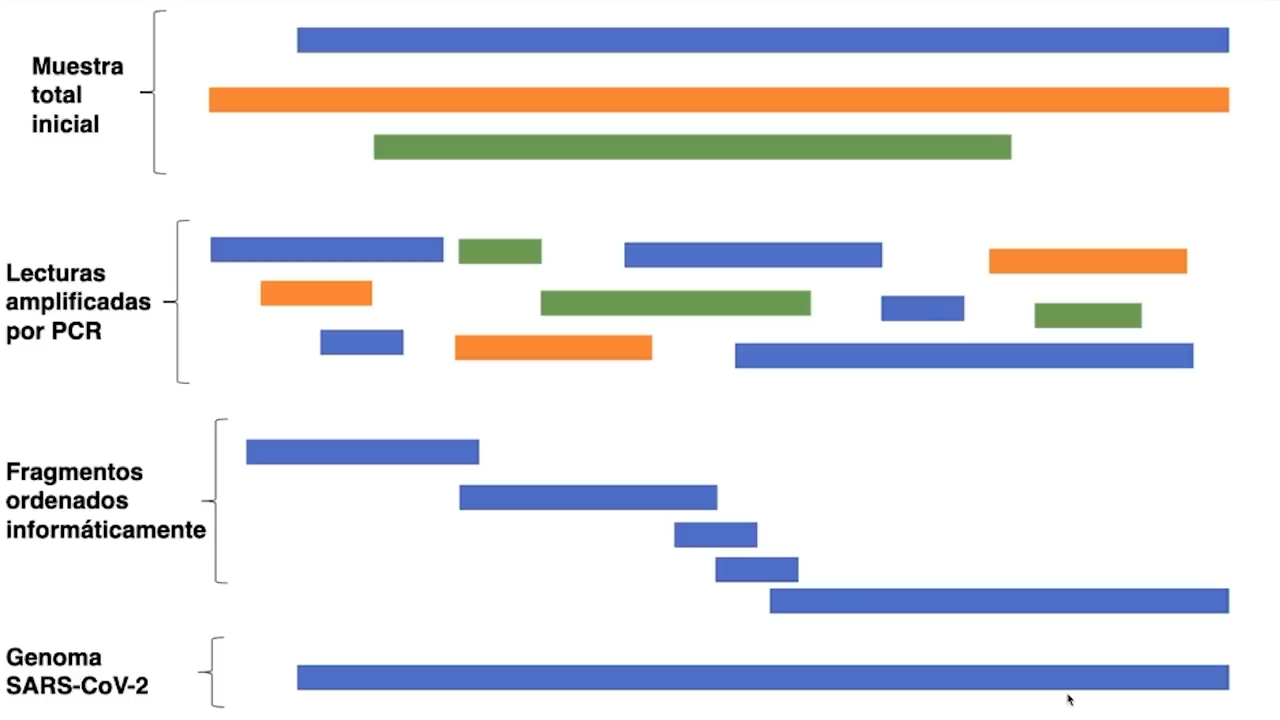 Muestra
total
inicial
Lecturas
amplificadas
por PCR
Fragmentos
ordenados
informáticamente
Genoma
SARS-CoV-2